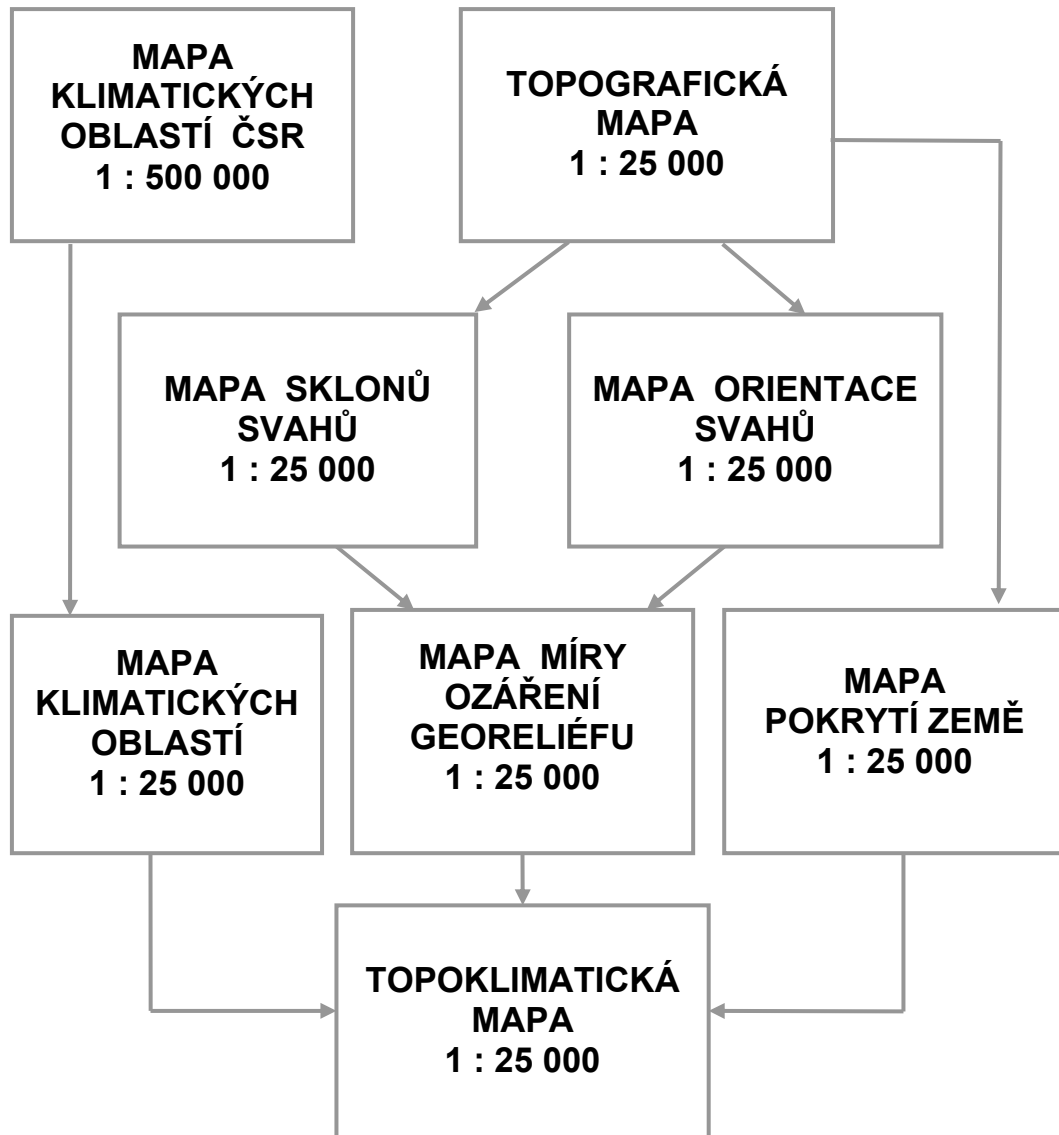 MAPA
KLIMATICKÝCH
OBLASTÍ ČSR
1 : 500 000
TOPOGRAFICKÁ
MAPA
1 : 25 000
MAPA SKLONŮ
SVAHŮ
1 : 25 000
MAPA ORIENTACE
SVAHŮ
1 : 25 000
MAPA
KLIMATICKÝCH
OBLASTÍ
1 : 25 000
MAPA MÍRY
OZÁŘENÍ
GEORELIÉFU
1 : 25 000
MAPA
POKRYTÍ ZEMĚ
1 : 25 000
TOPOKLIMATICKÁ
MAPA
1 : 25 000